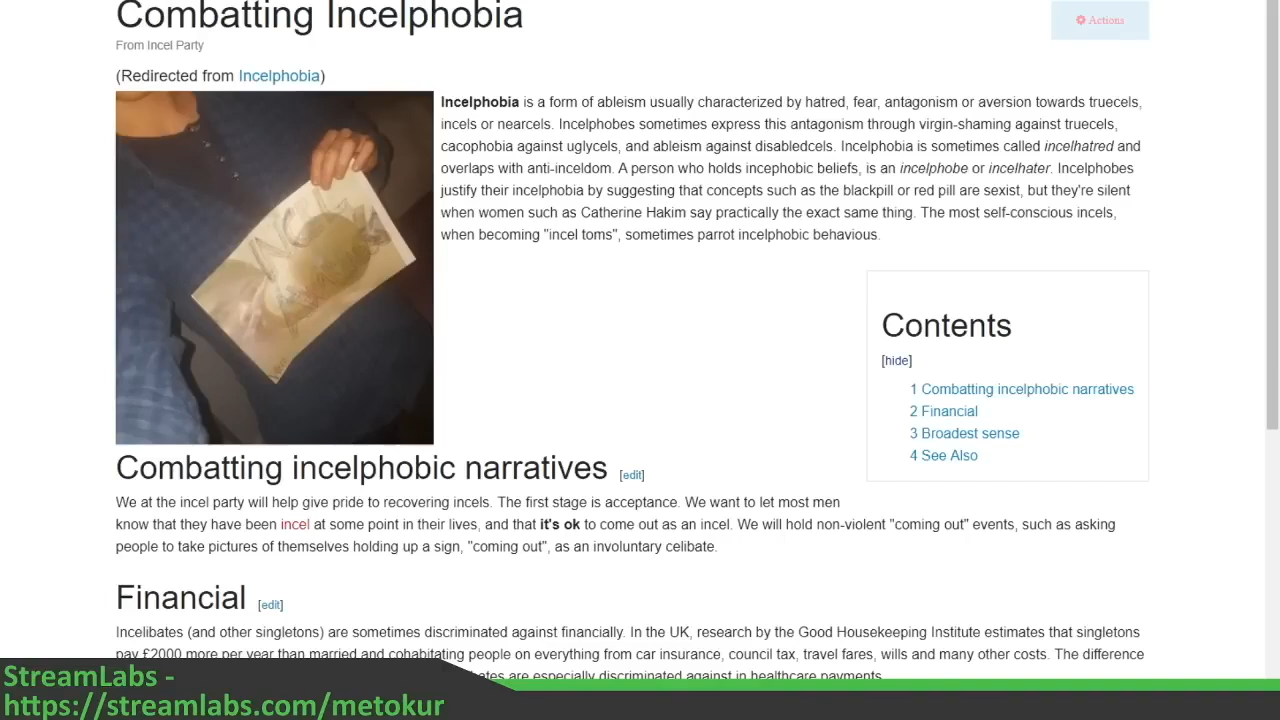 Combatting Incelphobia
Actions
From Incel Party
(Redirected from Incelphobia)
Incelphobia is a form of ableism usually characterized by hatred, fear, antagonism or aversion towards truecels,
incels or nearcels. Incelphobes sometimes express this antagonism through virgin-shaming against truecels,
cacophobia against uglycels, and ableism against disabledcels. Incelphobia is sometimes called incelhatred and
overlaps with anti-inceldom. A person who holds incephobic beliefs, is an incelphobe or incelhater. Incelphobes
justify their incelphobia by suggesting that concepts such as the blackpill or red pill are sexist, but they're silent
when women such as Catherine Hakim say practically the exact same thing. The most self-conscious incels,
when becoming "incel toms", sometimes parrot incelphobic behavious.
Contents
[hide]
1 Combatting incelphobic narratives
2 Financial
3 Broadest sense
4 See Also
Combatting incelphobic narratives [edit]
We at the incel party will help give pride to recovering incels. The first stage is acceptance. We want to let most men
know that they have been incel at some point in their lives, and that it's ok to come out as an incel. We will hold non-violent "coming out" events, such as asking
people to take pictures of themselves holding up a sign, "coming out", as an involuntary celibate.
Financial [edit]
Incelibates (and other singletons) are sometimes discriminated against financially. In the UK, research by the Good Housekeeping Institute estimates that singletons
pay £2000 more per year than married and cohabitating people on everything from car insurance, council tax, travel fares, wills and many other costs. The difference
are especially discriminated against in healthcare payments.
StreamLabs -
https://streamlabs.com/metokur